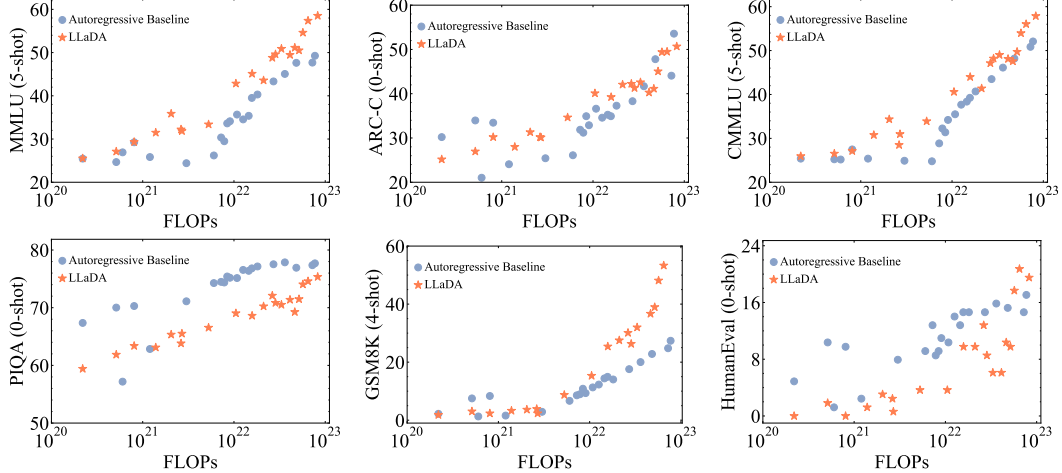 MMLU (5-shot)
60
50
40
30
20
Autoregressive Baseline
LLaDA
10^20
10^21
10^22
10^23
FLOPs
ARC-C (0-shot)
60
50
40
30
20
Autoregressive Baseline
LLaDA
10^20
10^21
10^22
10^23
FLOPs
CMMLU (5-shot)
60
50
40
30
20
Autoregressive Baseline
LLaDA
10^20
10^21
10^22
10^23
FLOPs
PIQA (0-shot)
80
70
60
50
Autoregressive Baseline
LLaDA
10^20
10^21
10^22
10^23
FLOPs
GSM8K (4-shot)
60
40
20
0
Autoregressive Baseline
LLaDA
10^20
10^21
10^22
10^23
FLOPs
HumanEval (0-shot)
24
16
8
0
Autoregressive Baseline
LLaDA
10^20
10^21
10^22
10^23
FLOPs